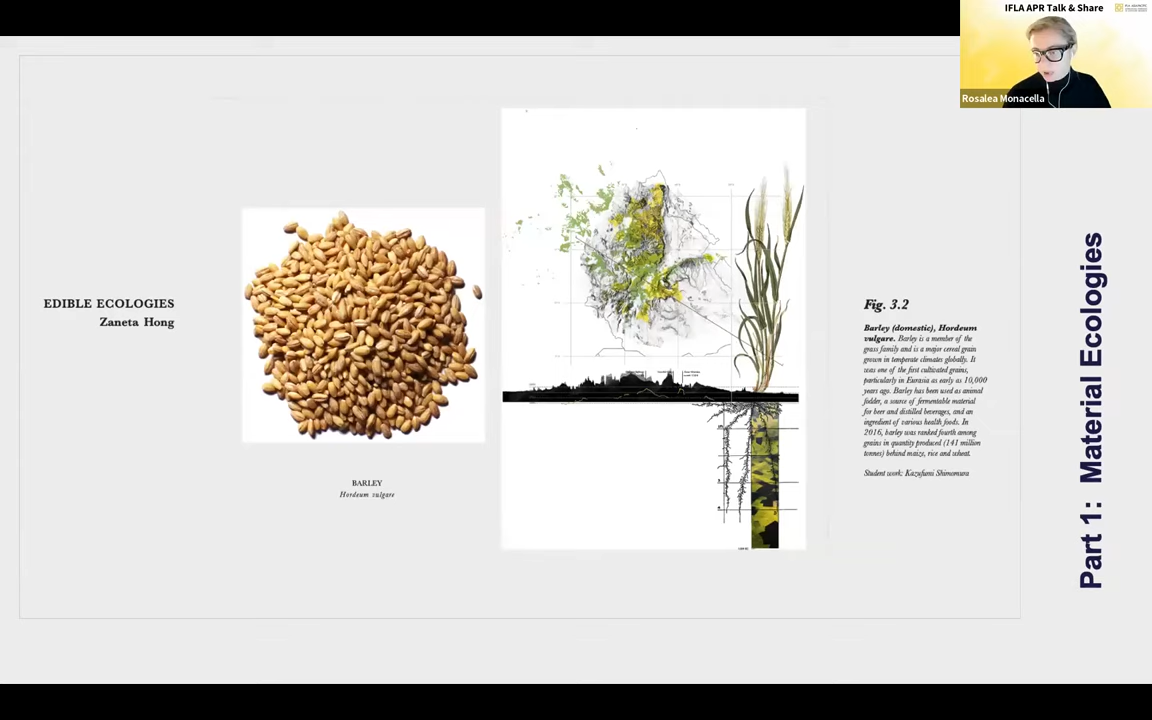 IFLA APR Talk & Share
Rosalea Monacella
EDIBLE ECOLOGIES
Zaneta Hong
BARLEY
Hordeum vulgare
Fig. 3.2
Barley (domestic), Hordeum
vulgare. Barley is a member of the
grass family and is a major cereal grain
grown in temperate climates globally. It
was one of the first cultivated grains,
particularly in Eurasia as early as 10,000
years ago. Barley has been used as animal
fodder, a source of fermentable material
for beer and distilled beverages, and an
ingredient of various health foods. In
2016, barley was ranked fourth among
grains in quantity produced (141 million
tonnes) behind maize, rice and wheat.
Student work: Kazufumi Shimomura
Part 1: Material Ecologies